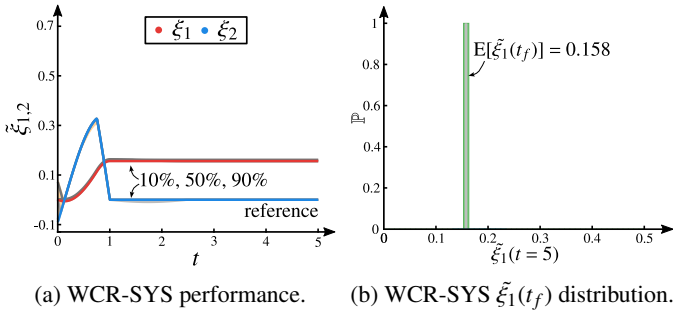 0.7
0.5
0.3
0.1
-0.1
ξ̃1,2
ξ1 ξ2
10%, 50%, 90%
reference
0 1 2 3 4 5
t
(a) WCR-SYS performance.
1
0.8
0.6
0.4
0.2
0
ℙ
E[ξ̃1(tf)] = 0.158
0 0.1 0.2 0.3 0.4 0.5
ξ̃1(t = 5)
(b) WCR-SYS ξ̃1(tf) distribution.